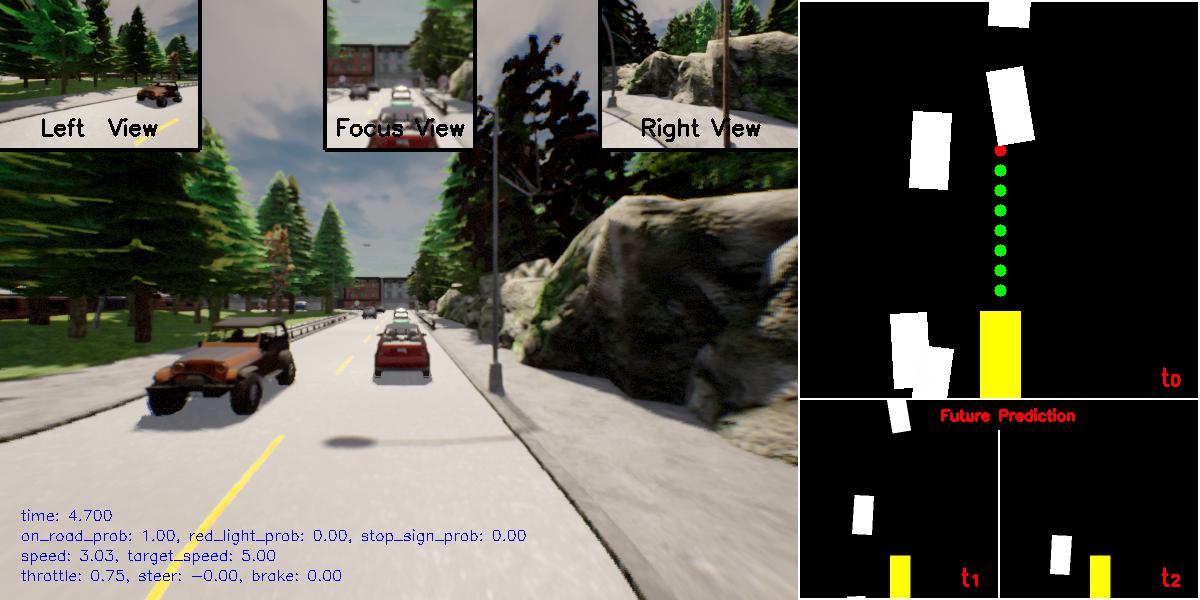 Left View
Focus View
Right View
time: 4.700
on_road_prob: 1.00, red_light_prob: 0.00, stop_sign_prob: 0.00
speed: 3.03, target_speed: 5.00
throttle: 0.75, steer: −0.00, brake: 0.00
t0
Future Prediction
t1
t2